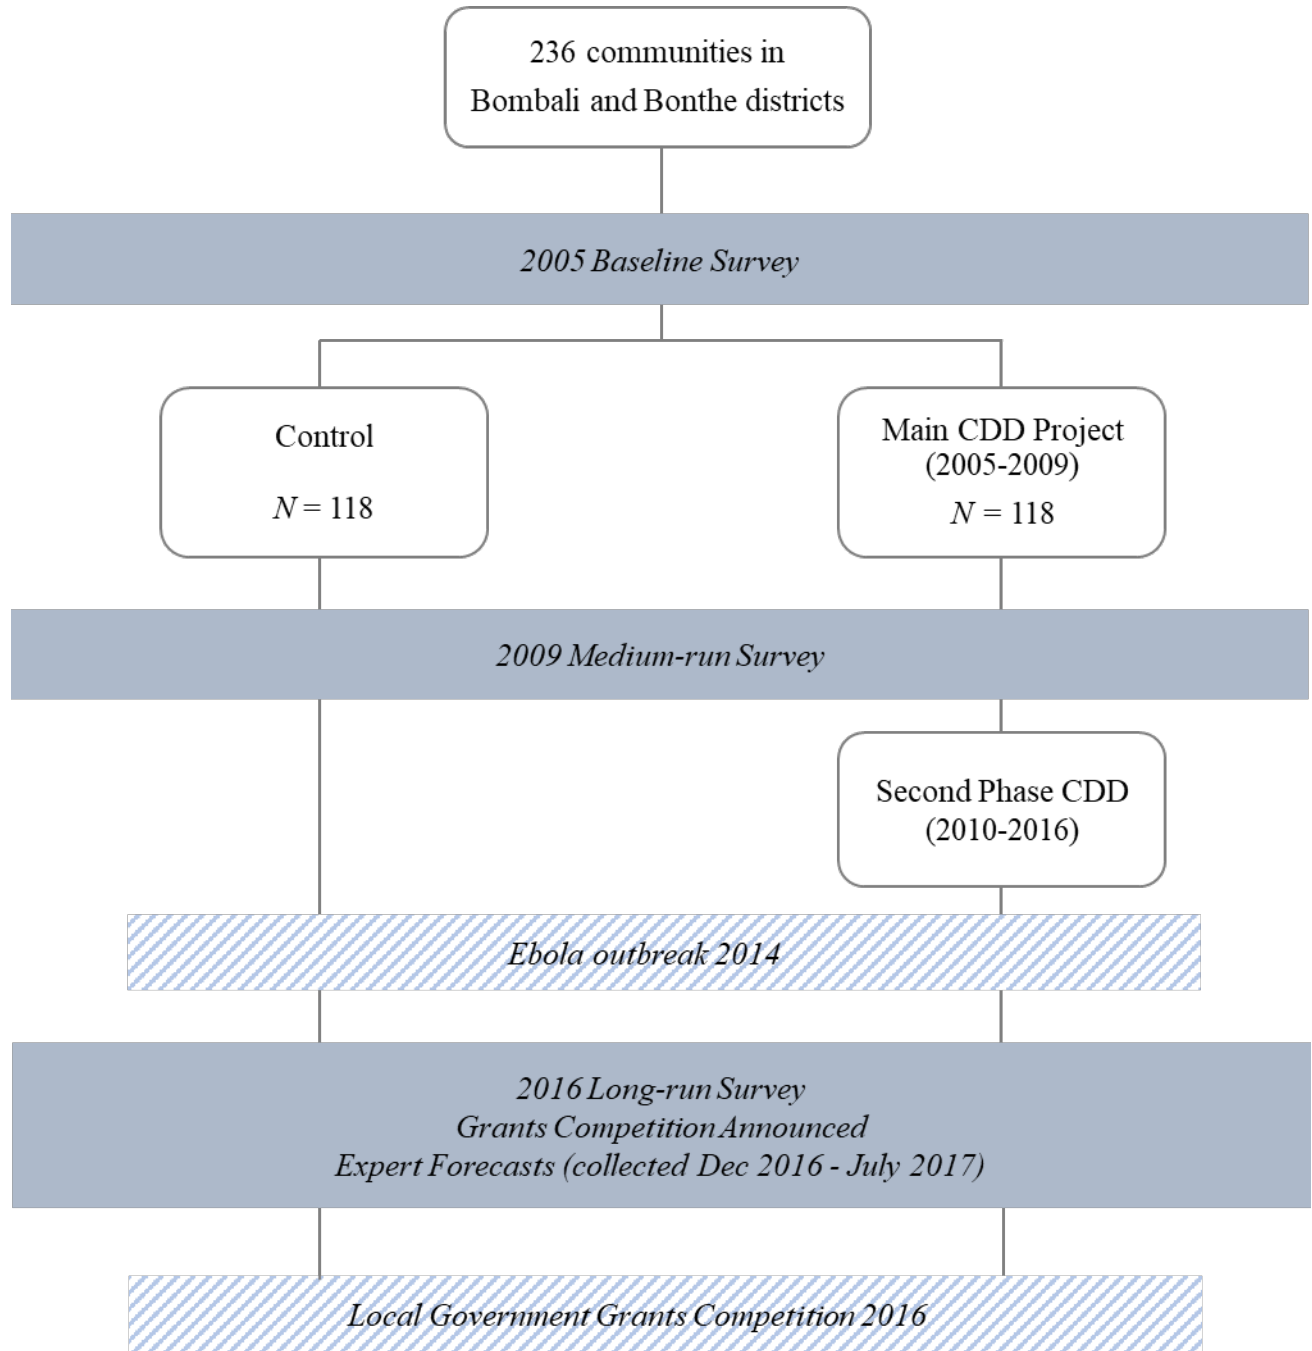 236 communities in
Bombali and Bonthe districts
2005 Baseline Survey
Control
N = 118
Main CDD Project
(2005-2009)
N = 118
2009 Medium-run Survey
Second Phase CDD
(2010-2016)
Ebola outbreak 2014
2016 Long-run Survey
Grants Competition Announced
Expert Forecasts (collected Dec 2016 - July 2017)
Local Government Grants Competition 2016